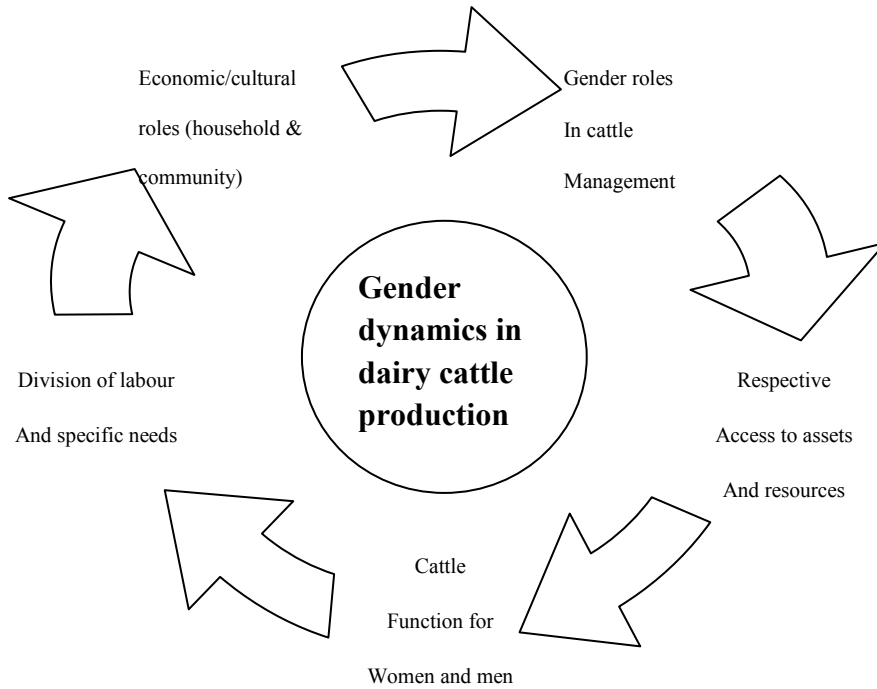 Economic/cultural
roles (household &
community)
Gender roles
In cattle
Management
Gender
dynamics in
dairy cattle
production
Respective
Access to assets
And resources
Cattle
Function for
Women and men
Division of labour
And specific needs